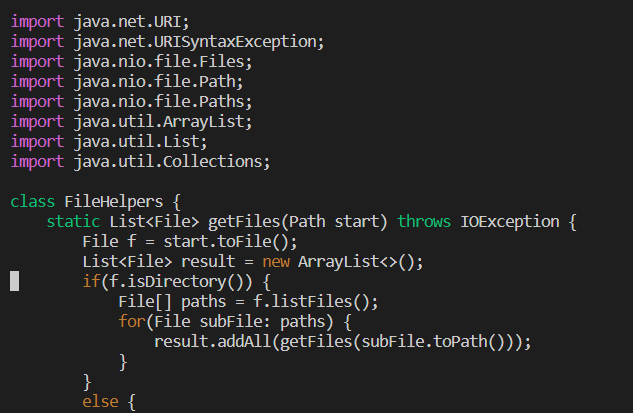 import java.net.URI;
import java.net.URISyntaxException;
import java.nio.file.Files;
import java.nio.file.Path;
import java.nio.file.Paths;
import java.util.ArrayList;
import java.util.List;
import java.util.Collections;

class FileHelpers {
    static List<File> getFiles(Path start) throws IOException {
        File f = start.toFile();
        List<File> result = new ArrayList<>();
        if(f.isDirectory()) {
            File[] paths = f.listFiles();
            for(File subFile: paths) {
                result.addAll(getFiles(subFile.toPath()));
            }
        }
        else {